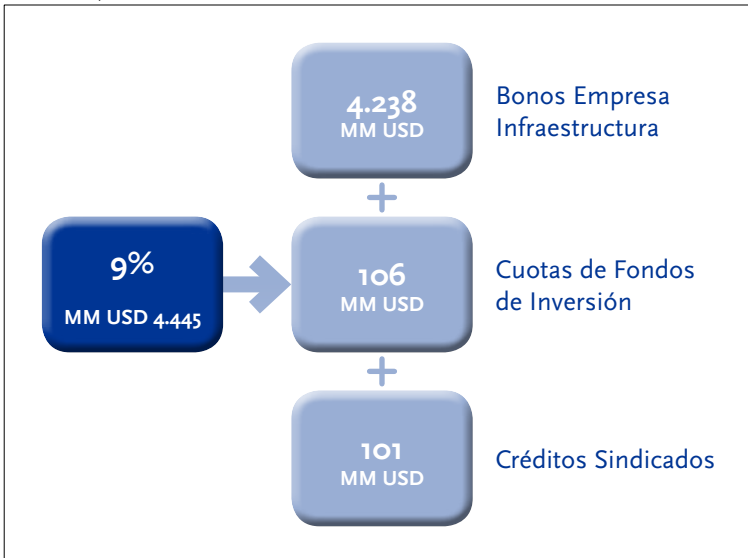 4.238
MM USD
Bonos Empresa
Infraestructura
+
9%
MM USD 4.445
106
MM USD
Cuotas de Fondos
de Inversión
+
101
MM USD
Créditos Sindicados